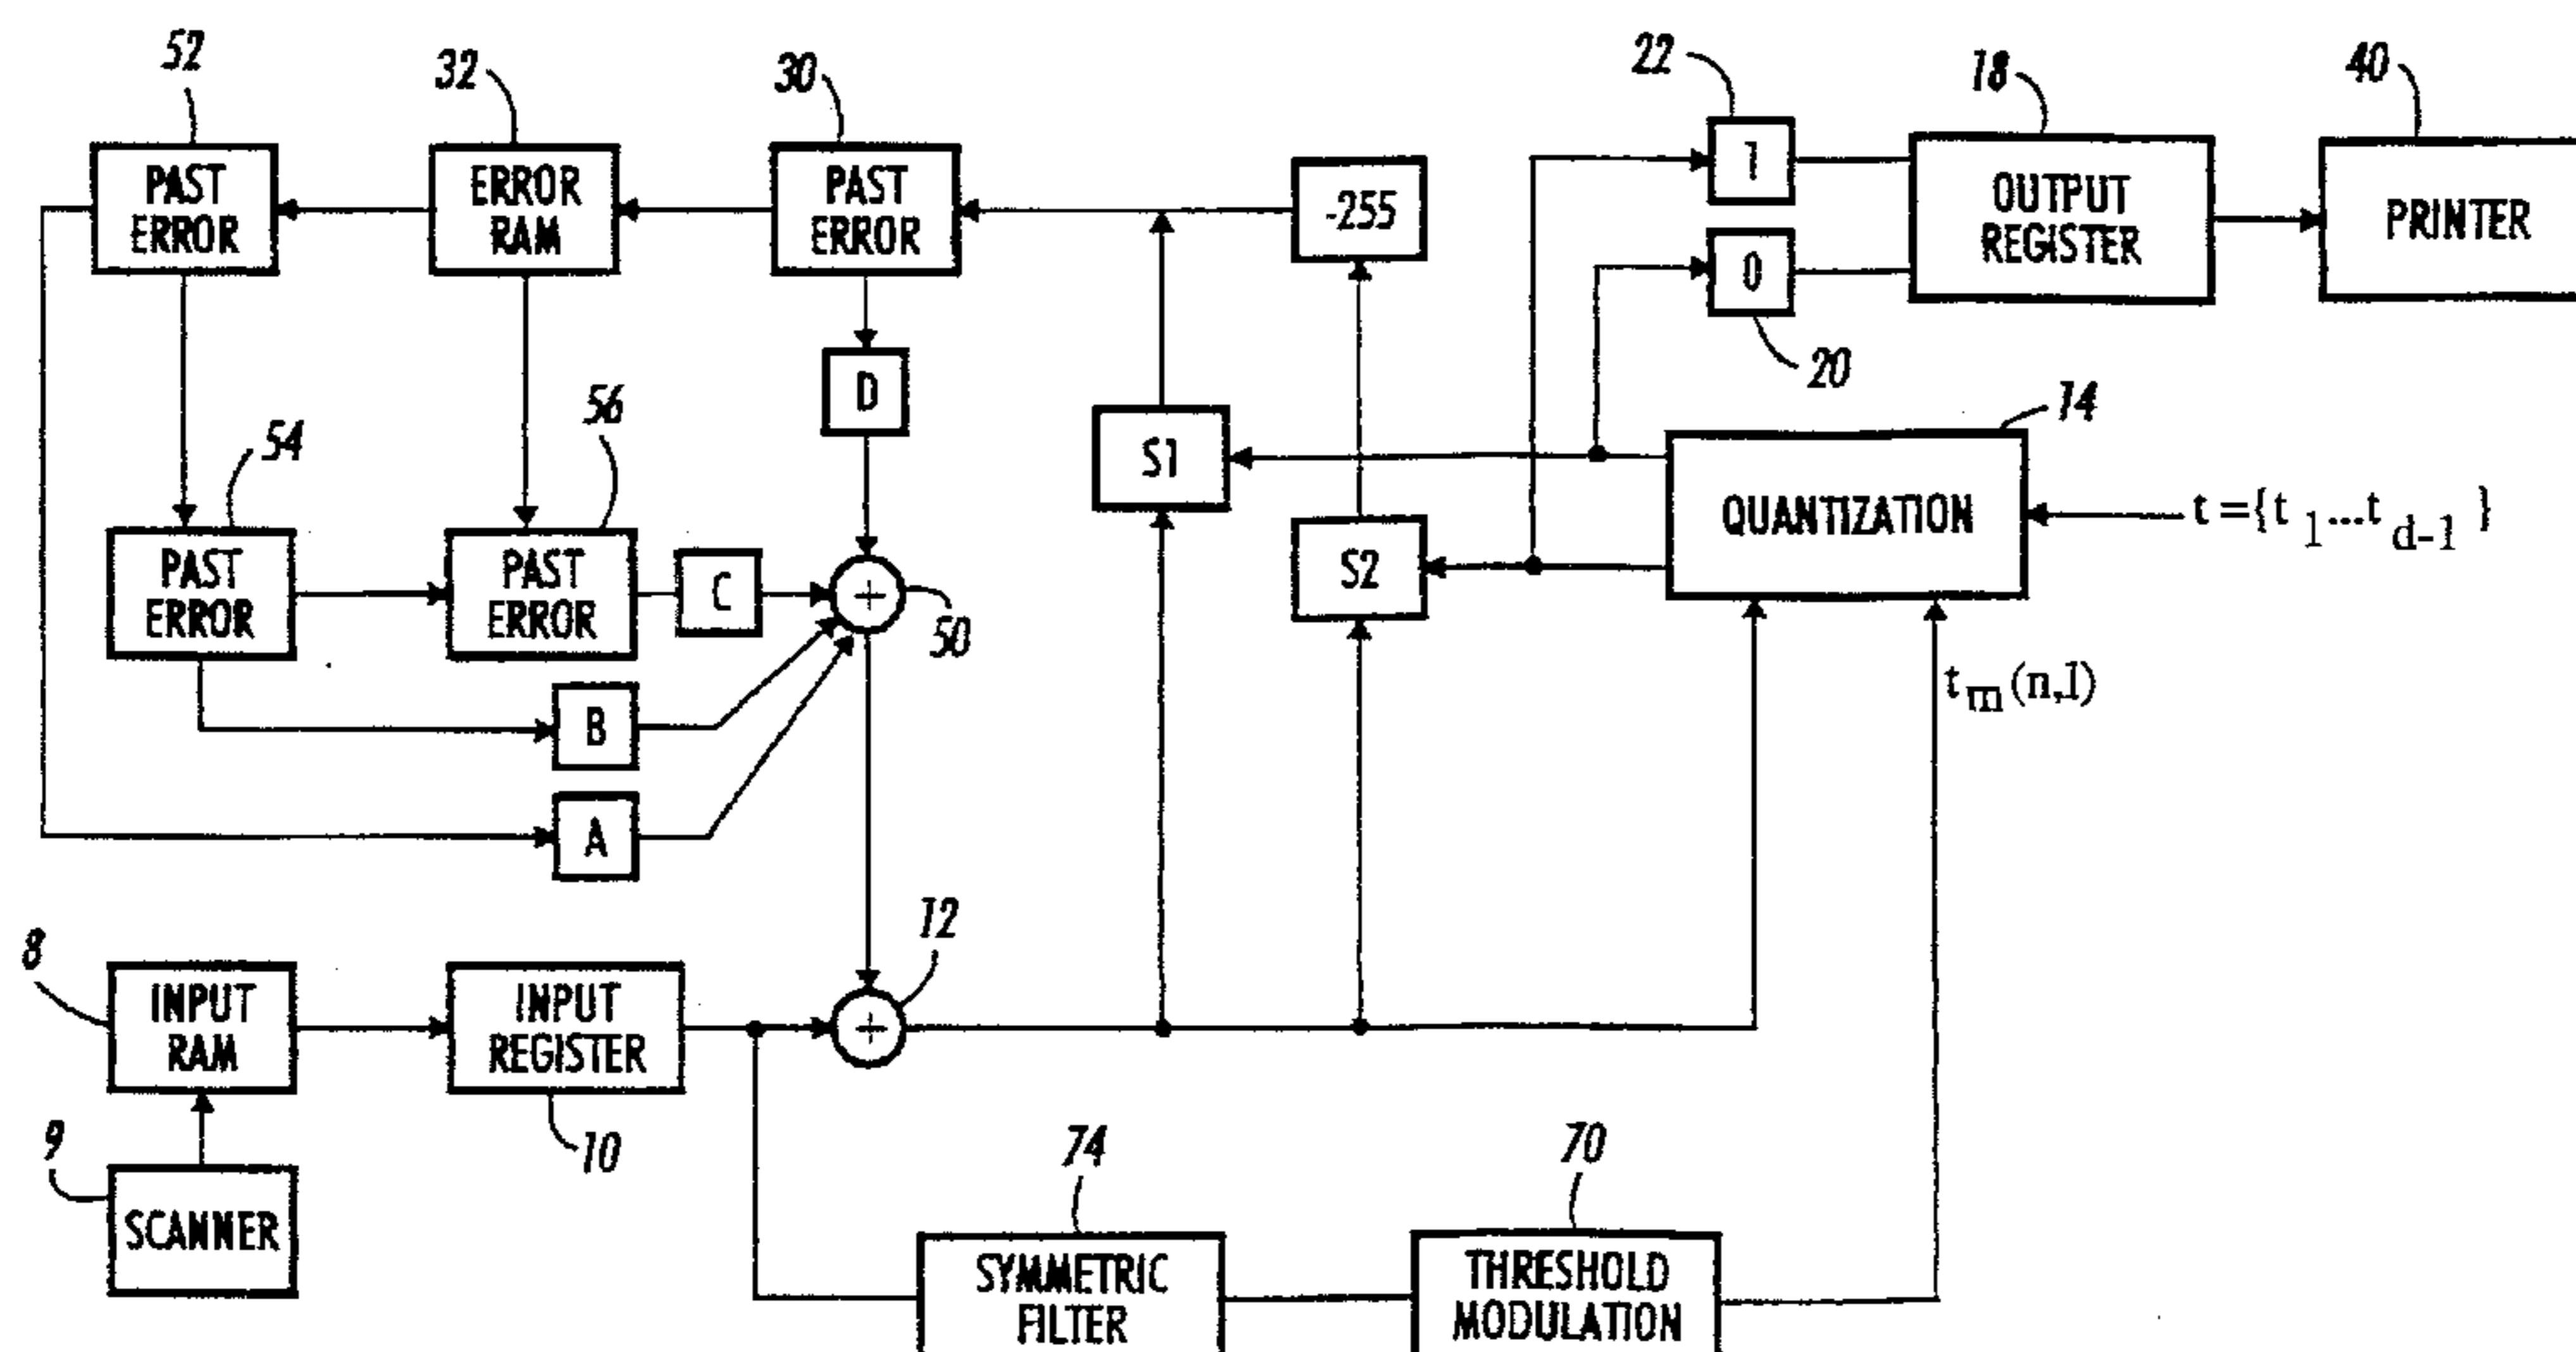 52
32
30
22
18
40
PAST
ERROR
ERROR
RAM
PAST
ERROR
-255
1
0
OUTPUT
REGISTER
PRINTER
20
D
54
56
S1
14
QUANTIZATION
t = {t 1...t d-1 }
PAST
ERROR
PAST
ERROR
C
+
50
S2
B
A
t m (n,l)
8
INPUT
RAM
INPUT
REGISTER
12
+
9
SCANNER
10
74
SYMMETRIC
FILTER
70
THRESHOLD
MODULATION